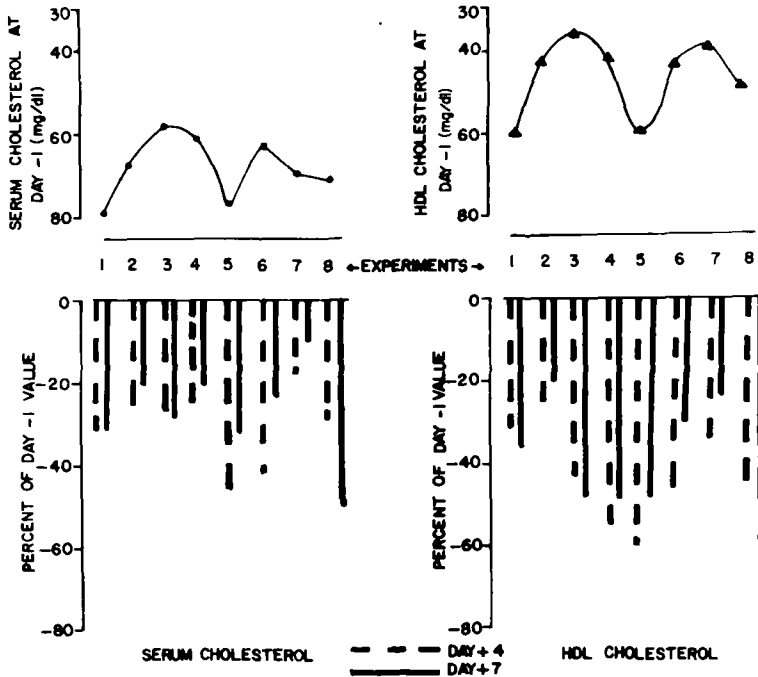 SERUM CHOLESTEROL AT
DAY -1 (mg/dl)
30
40
60
80
HDL CHOLESTEROL AT
DAY -1 (mg/dl)
30
40
60
80
1 2 3 4 5 6 7 8
←EXPERIMENTS→
1 2 3 4 5 6 7 8
PERCENT OF DAY -1 VALUE
0
-20
-40
-60
-80
PERCENT OF DAY -1 VALUE
0
-20
-40
-60
-80
SERUM CHOLESTEROL
DAY+4
DAY+7
HDL CHOLESTEROL